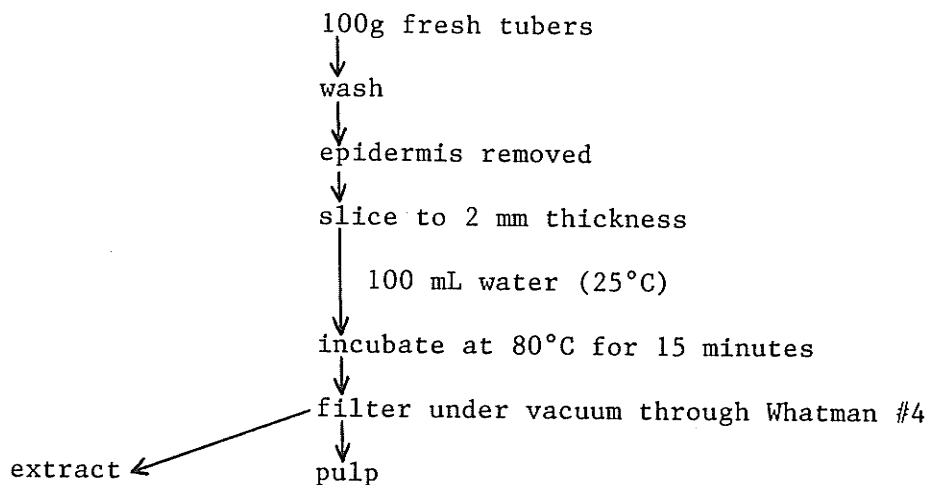 100g fresh tubers
wash
epidermis removed
slice to 2 mm thickness
100 mL water (25°C)
incubate at 80°C for 15 minutes
filter under vacuum through Whatman #4
extract
pulp